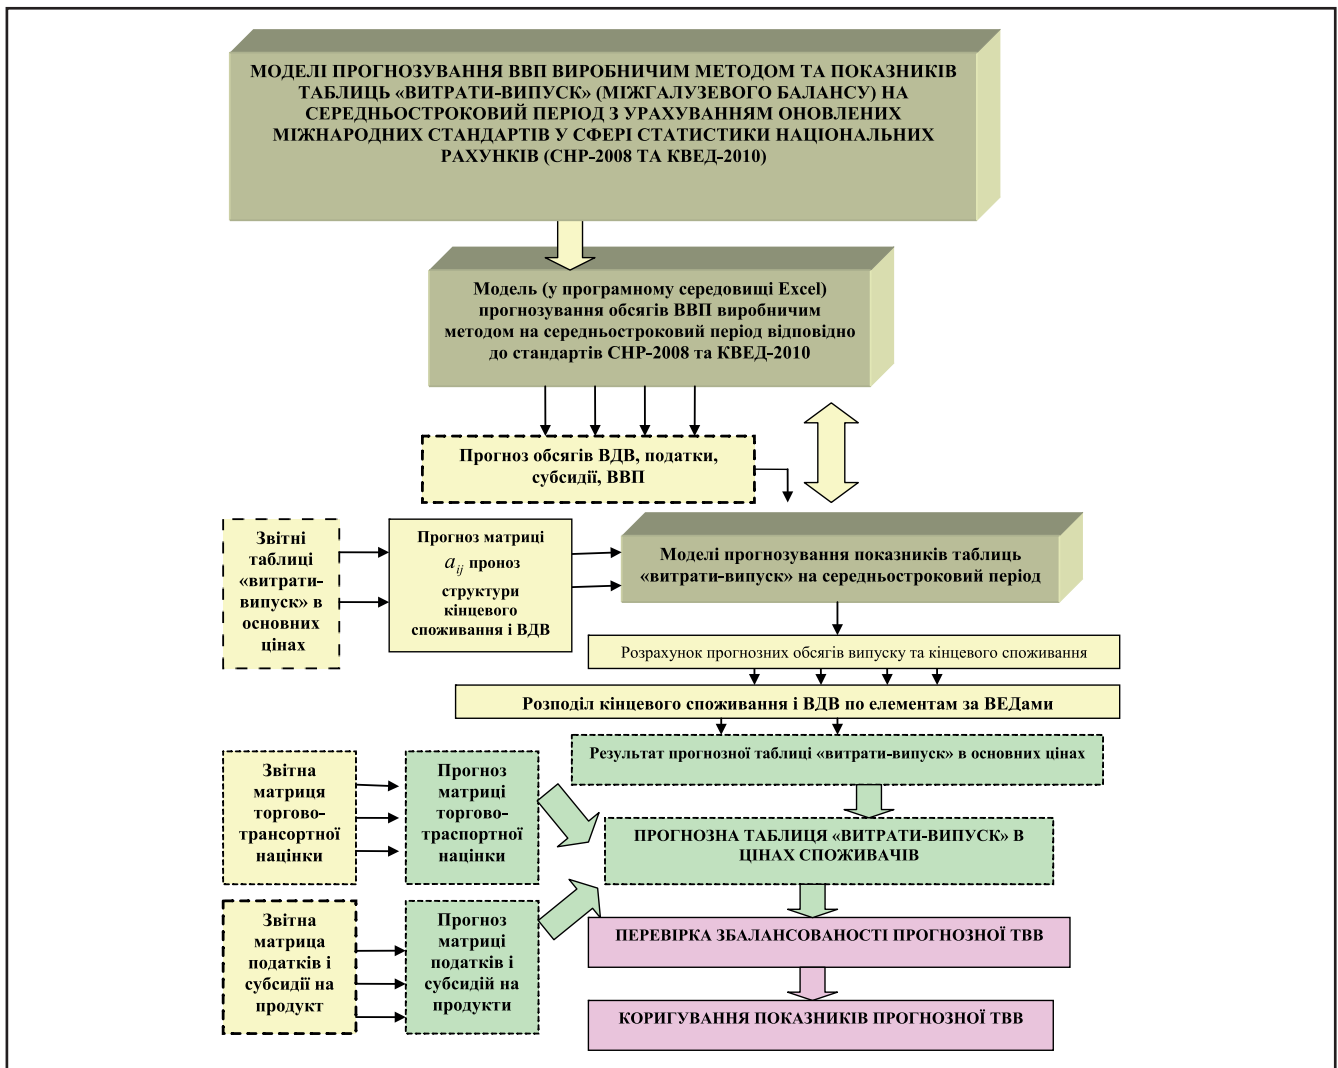 МОДЕЛІ ПРОГНОЗУВАННЯ ВВП ВИРОБНИЧИМ МЕТОДОМ ТА ПОКАЗНИКІВ
ТАБЛИЦЬ «ВИТРАТИ-ВИПУСК» (МІЖГАЛУЗЕВОГО БАЛАНСУ) НА
СЕРЕДНЬОСТРОКОВИЙ ПЕРІОД З УРАХУВАННЯМ ОНОВЛЕНИХ
МІЖНАРОДНИХ СТАНДАРТІВ У СФЕРІ СТАТИСТИКИ НАЦІОНАЛЬНИХ
РАХУНКІВ (СНР-2008 ТА КВЕД-2010)
Модель (у програмному середовищі Excel)
прогнозування обсягів ВВП виробничим
методом на середньостроковий період відповідно
до стандартів СНР-2008 та КВЕД-2010
Прогноз обсягів ВДВ, податки,
субсидії, ВВП
Звітні
таблиці
«витрати-
випуск» в
основних
цінах
Прогноз матриці
a_ij проноз
структури
кінцевого
споживання і ВДВ
Моделі прогнозування показників таблиць
«витрати-випуск» на середньостроковий період
Розрахунок прогнозних обсягів випуску та кінцевого споживання
Розподіл кінцевого споживання і ВДВ по елементам за ВЕДами
Результат прогнозної таблиці «витрати-випуск» в основних цінах
Звітна
матриця
торгово-
трансортної
націнки
Прогноз
матриці
торгово-
траспортної
націнки
ПРОГНОЗНА ТАБЛИЦЯ «ВИТРАТИ-ВИПУСК» В
ЦІНАХ СПОЖИВАЧІВ
Звітна
матрица
податків і
субсидії на
продукт
Прогноз
матриці
податків і
субсидій на
продукти
ПЕРЕВІРКА ЗБАЛАНСОВАНОСТІ ПРОГНОЗНОЇ ТВВ
КОРИГУВАННЯ ПОКАЗНИКІВ ПРОГНОЗНОЇ ТВВ